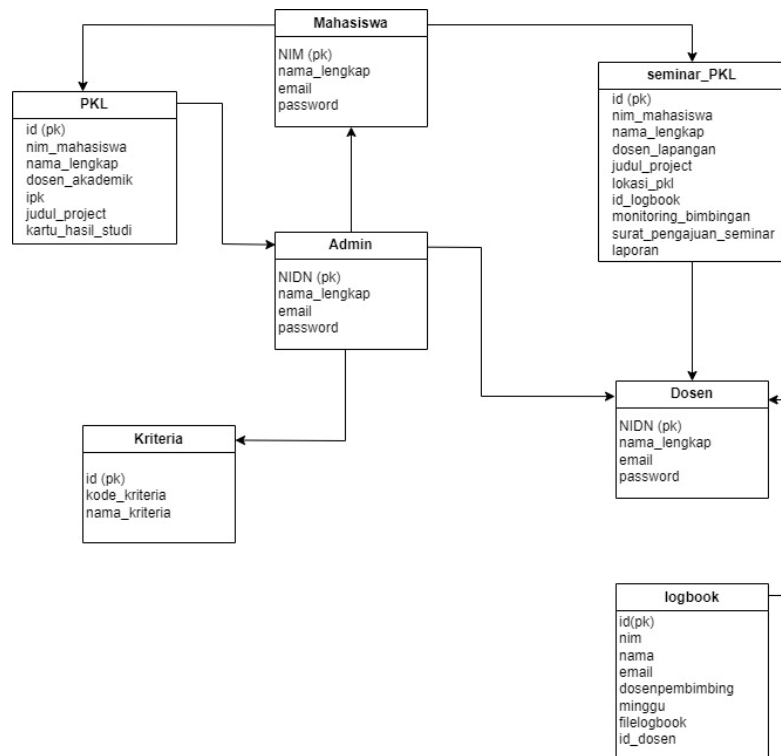 Mahasiswa
NIM (pk)
nama_lengkap
email
password
seminar_PKL
id (pk)
nim_mahasiswa
nama_lengkap
dosen_lapangan
judul_project
lokasi_pkl
id_logbook
monitoring_bimbingan
surat_pengajuan_seminar
laporan
PKL
id (pk)
nim_mahasiswa
nama_lengkap
dosen_akademik
ipk
judul_project
kartu_hasil_studi
Admin
NIDN (pk)
nama_lengkap
email
password
Dosen
NIDN (pk)
nama_lengkap
email
password
Kriteria
id (pk)
kode_kriteria
nama_kriteria
logbook
id(pk)
nim
nama
email
dosenpembimbing
minggu
filelogbook
id_dosen